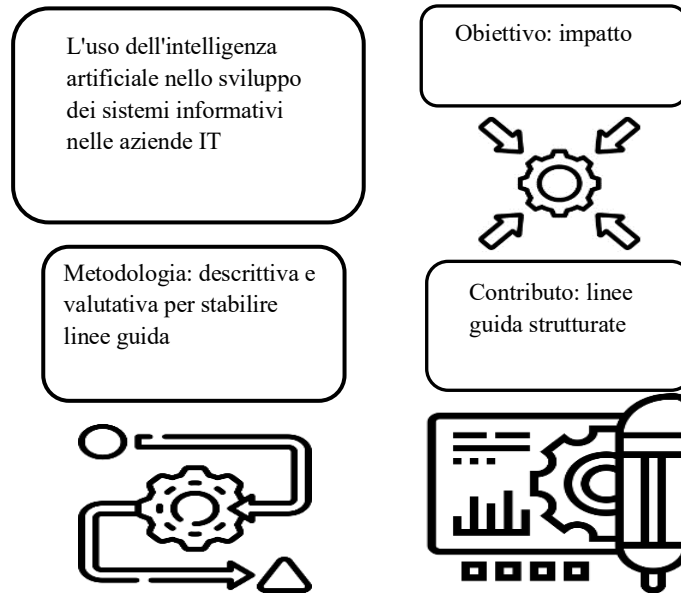 L'uso dell'intelligenza
artificiale nello sviluppo
dei sistemi informativi
nelle aziende IT
Obiettivo: impatto
Metodologia: descrittiva e
valutativa per stabilire
linee guida
Contributo: linee
guida strutturate